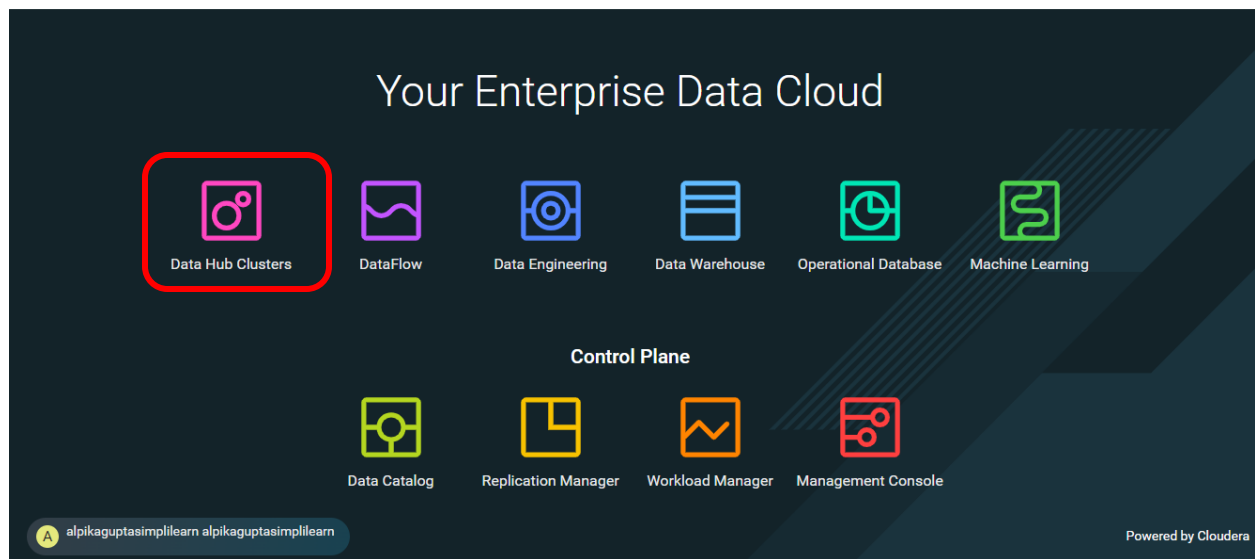 Your Enterprise Data Cloud
Data Hub Clusters
DataFlow
Data Engineering
Data Warehouse
Operational Database
Machine Learning
Control Plane
Data Catalog
Replication Manager
Workload Manager
Management Console
A
alpikaguptasimplilearn alpikaguptasimplilearn
Powered by Cloudera